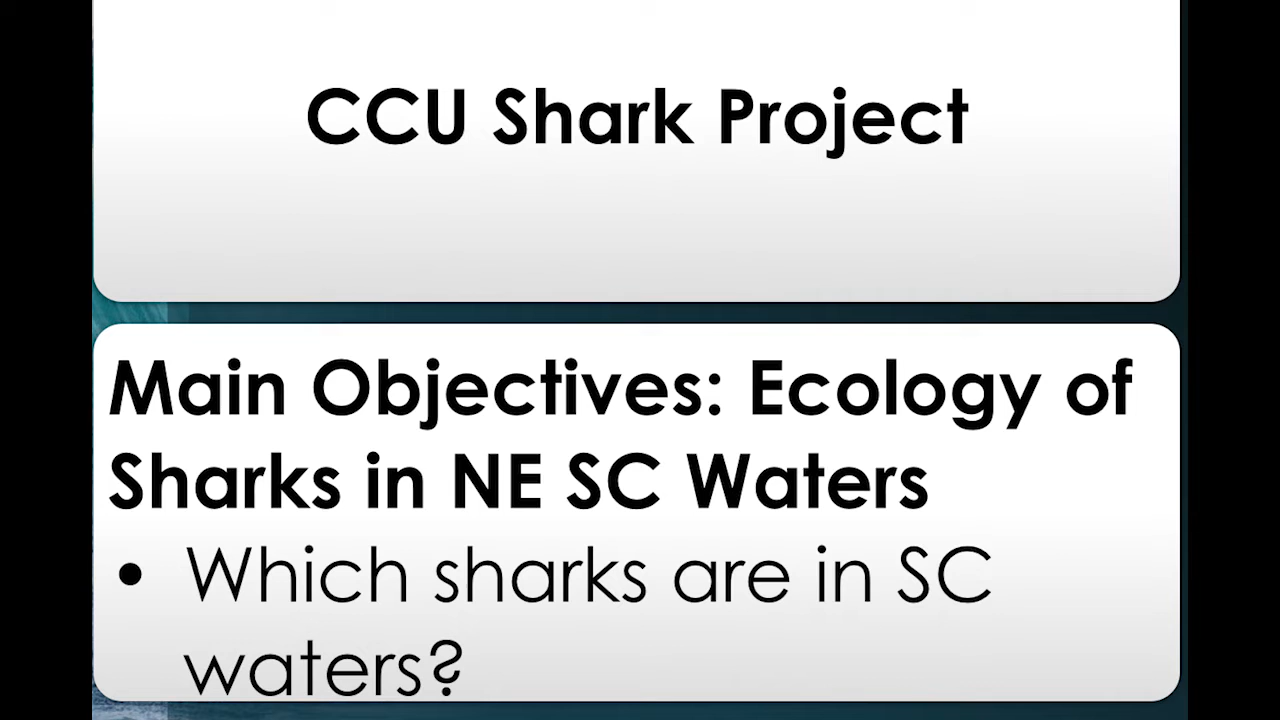 CCU Shark Project
Main Objectives: Ecology of
Sharks in NE SC Waters
• Which sharks are in SC
waters?